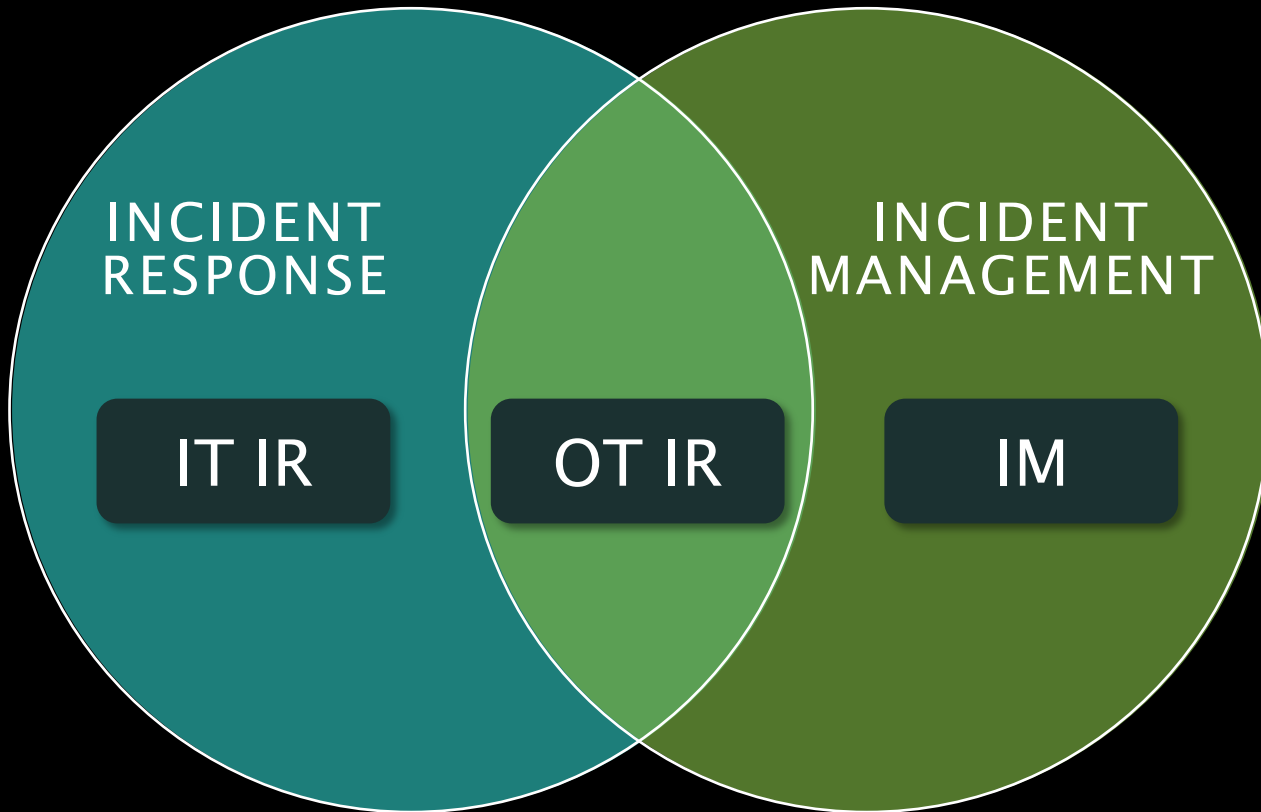 INCIDENT
RESPONSE
INCIDENT
MANAGEMENT
IT IR
OT IR
IM